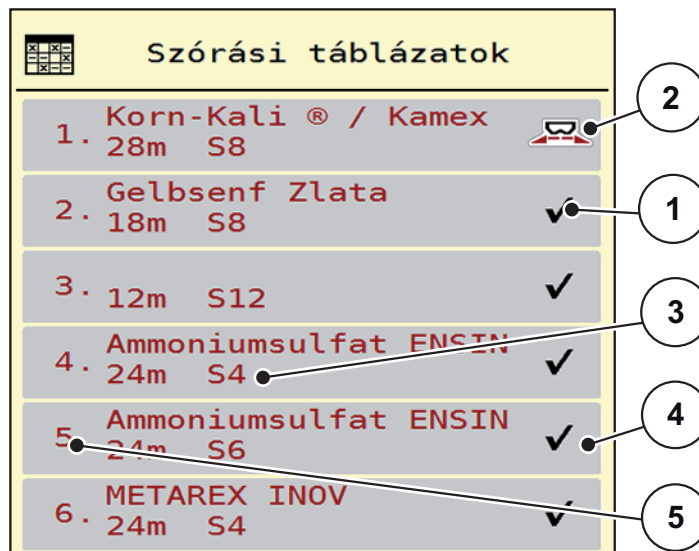 Szórási táblázatok
1. Korn-Kali ® / Kamex
28m S8
2. Gelbsenf Zlata
18m S8
3.
12m S12
4. Ammoniumsulfat ENSIN
24m S4
5. Ammoniumsulfat ENSIN
24m S6
6. METAREX INOV
24m S4
2
1
3
4
5